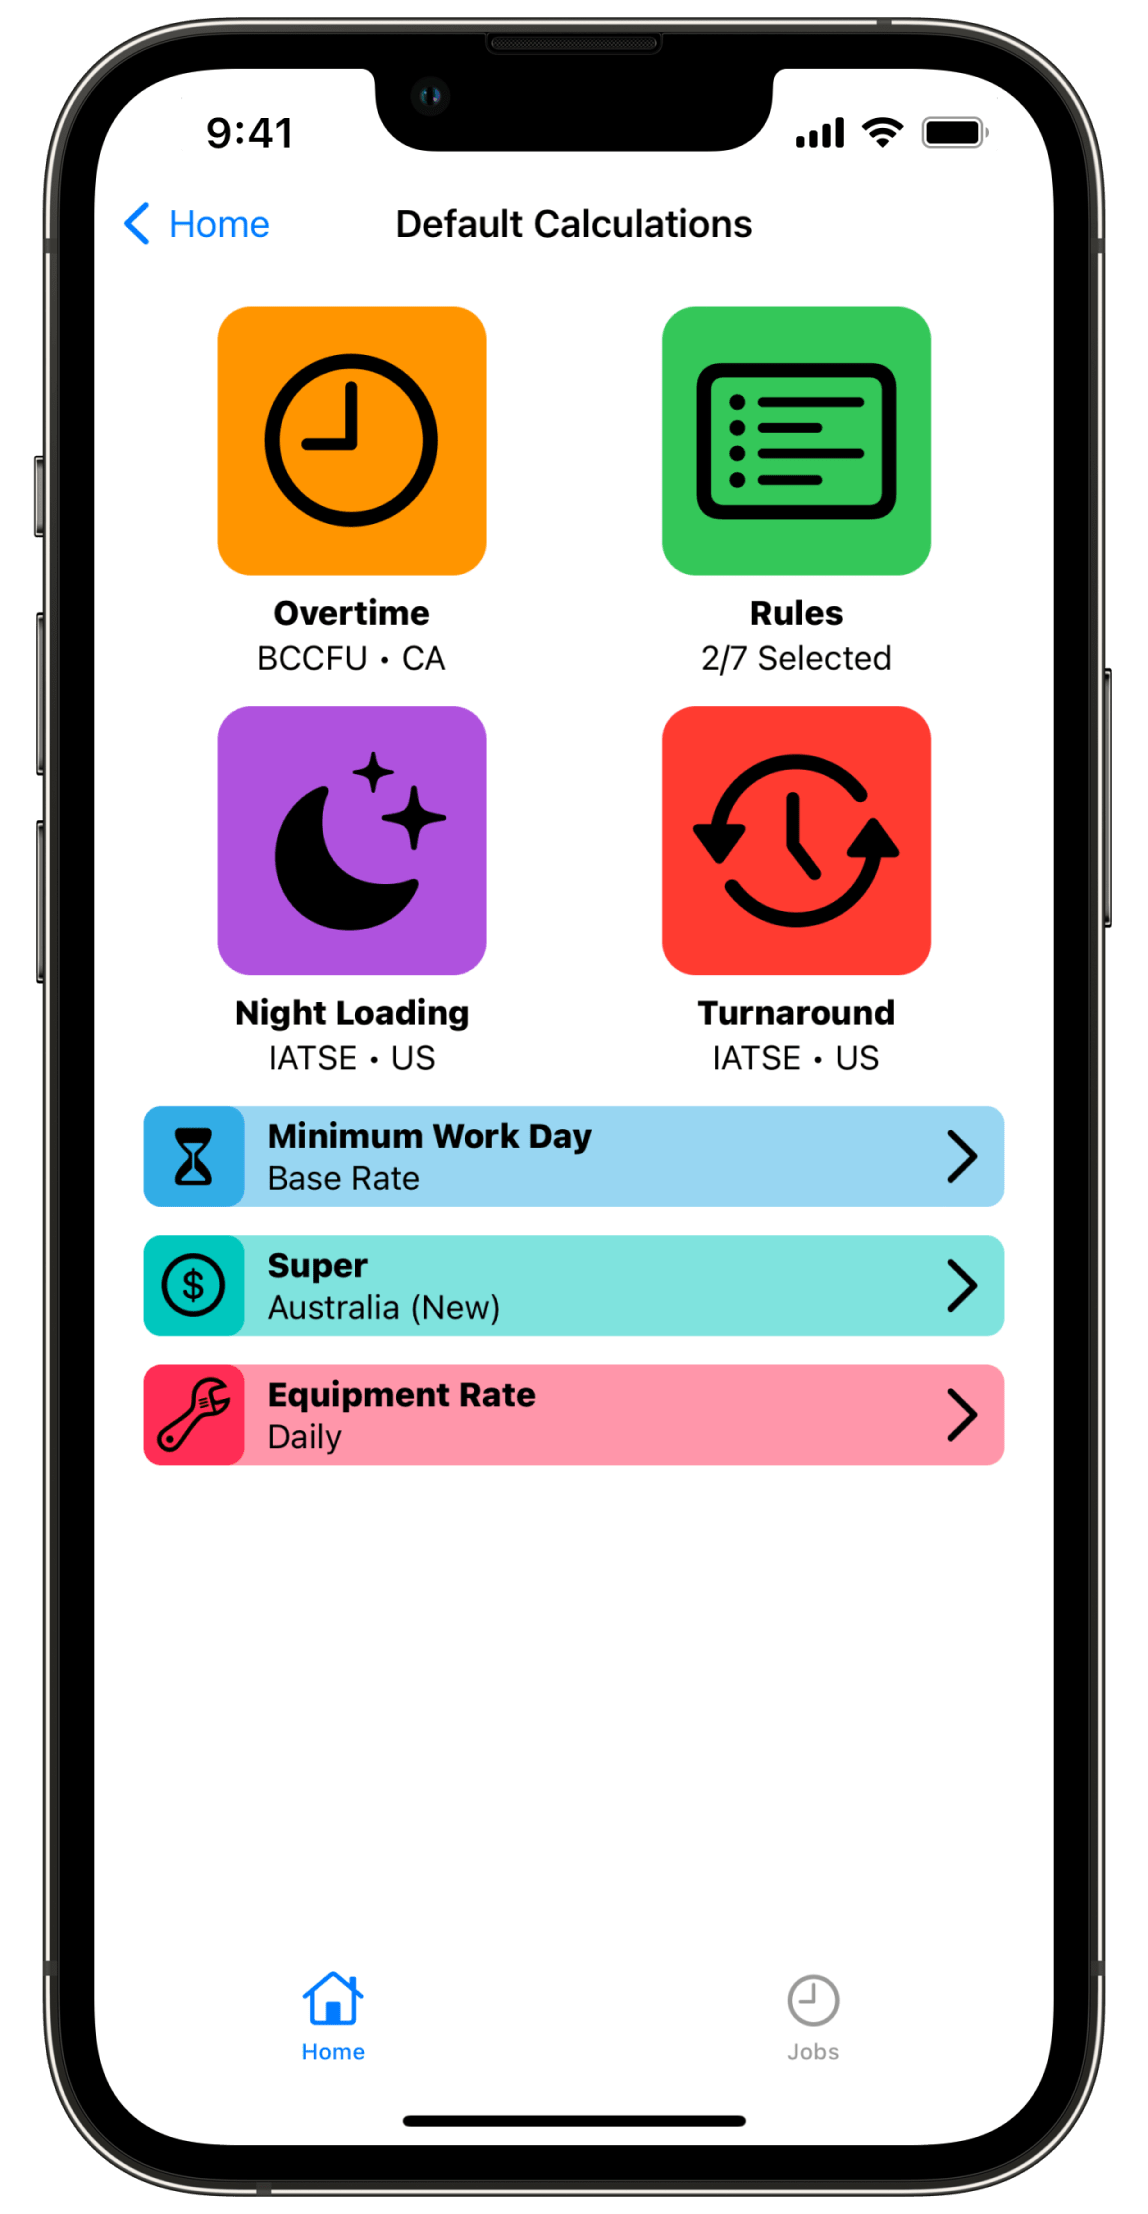 9:41
Home
Default Calculations
Overtime
BCCFU • CA
Rules
2/7 Selected
Night Loading
IATSE • US
Turnaround
IATSE • US
Minimum Work Day
Base Rate
$
Super
Australia (New)
Equipment Rate
Daily
Home
Jobs